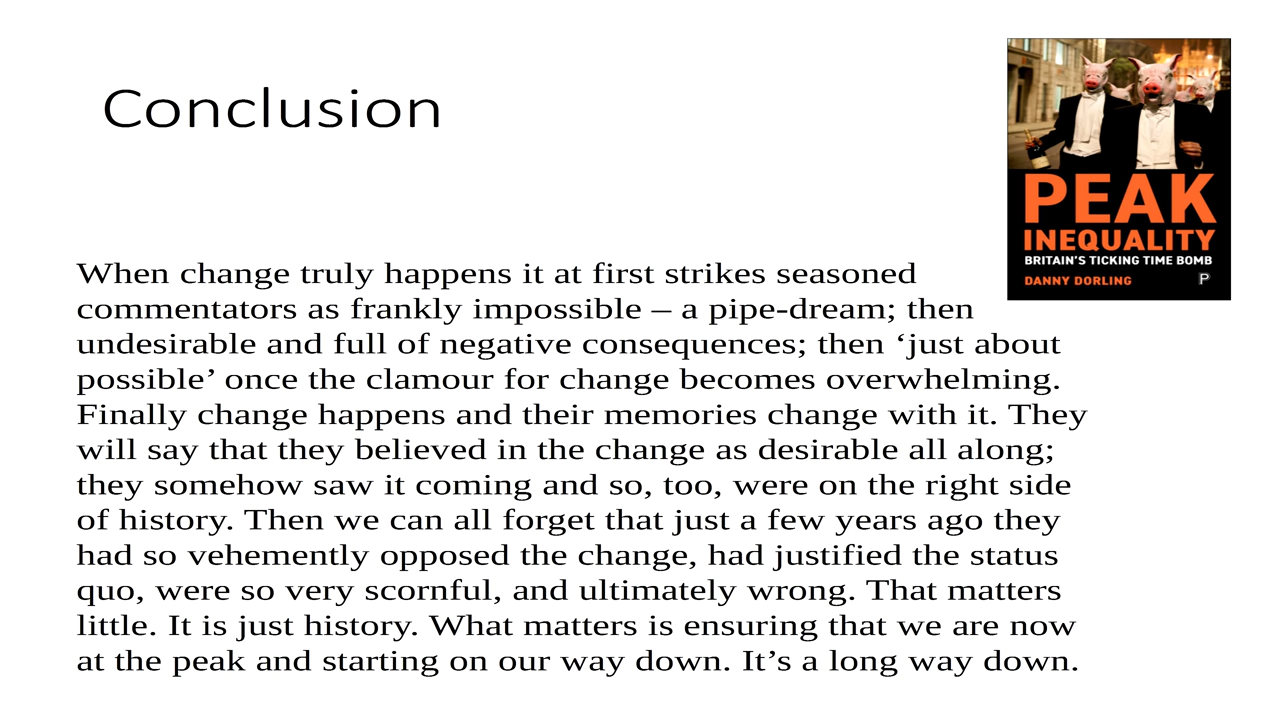 Conclusion
PEAK
INEQUALITY
BRITAIN'S TICKING TIME BOMB
DANNY DORLING
P
When change truly happens it at first strikes seasoned
commentators as frankly impossible – a pipe-dream; then
undesirable and full of negative consequences; then ‘just about
possible’ once the clamour for change becomes overwhelming.
Finally change happens and their memories change with it. They
will say that they believed in the change as desirable all along;
they somehow saw it coming and so, too, were on the right side
of history. Then we can all forget that just a few years ago they
had so vehemently opposed the change, had justified the status
quo, were so very scornful, and ultimately wrong. That matters
little. It is just history. What matters is ensuring that we are now
at the peak and starting on our way down. It’s a long way down.